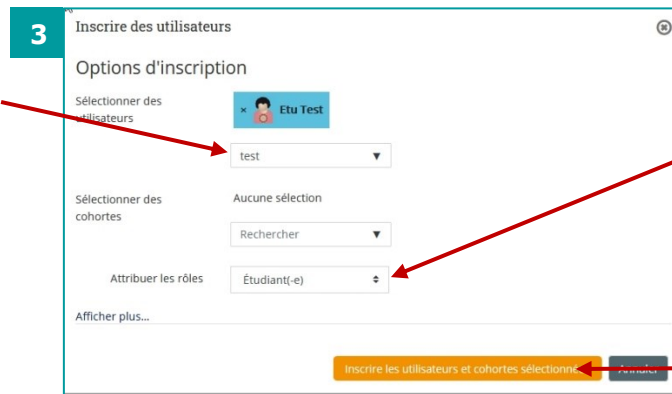 3
Inscrire des utilisateurs
Options d'inscription
Sélectionner des
utilisateurs
× Etu Test
test
Sélectionner des
cohortes
Aucune sélection
Rechercher
Attribuer les rôles
Étudiant(-e)
Afficher plus...
Inscrire les utilisateurs et cohortes
Annuler